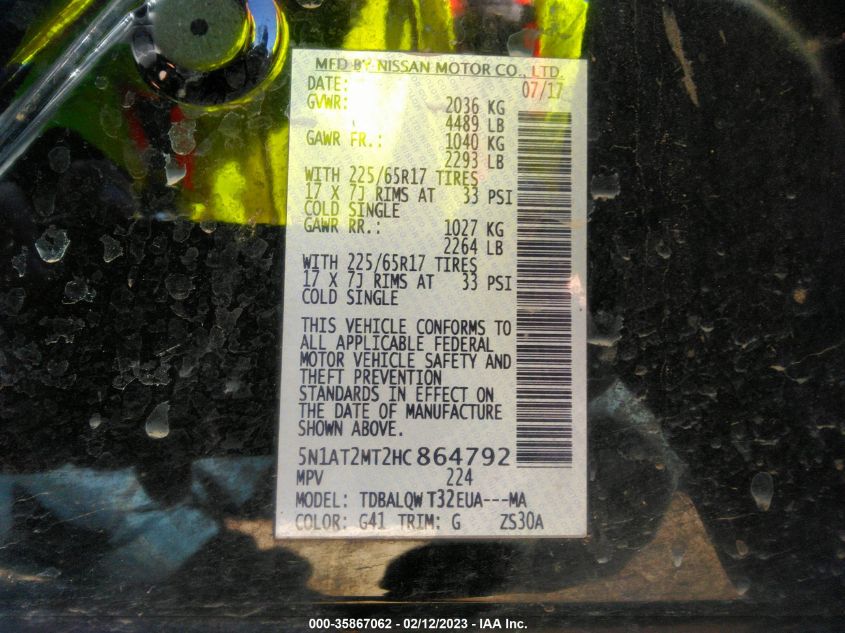 MFD BY NISSAN MOTOR CO., LTD.
DATE: 07/17
GVWR: 2036 KG
4489 LB
GAWR FR.: 1040 KG
2293 LB
WITH 225/65R17 TIRES
17 X 7J RIMS AT 33 PSI
COLD SINGLE
GAWR RR.: 1027 KG
2264 LB
WITH 225/65R17 TIRES
17 X 7J RIMS AT 33 PSI
COLD SINGLE
THIS VEHICLE CONFORMS TO
ALL APPLICABLE FEDERAL
MOTOR VEHICLE SAFETY AND
THEFT PREVENTION
STANDARDS IN EFFECT ON
THE DATE OF MANUFACTURE
SHOWN ABOVE.
5N1AT2MT2HC864792
MPV 224
MODEL: TDBALQW T32EUA---MA
COLOR: G41 TRIM: G ZS30A
000-35867062 - 02/12/2023 - IAA Inc.